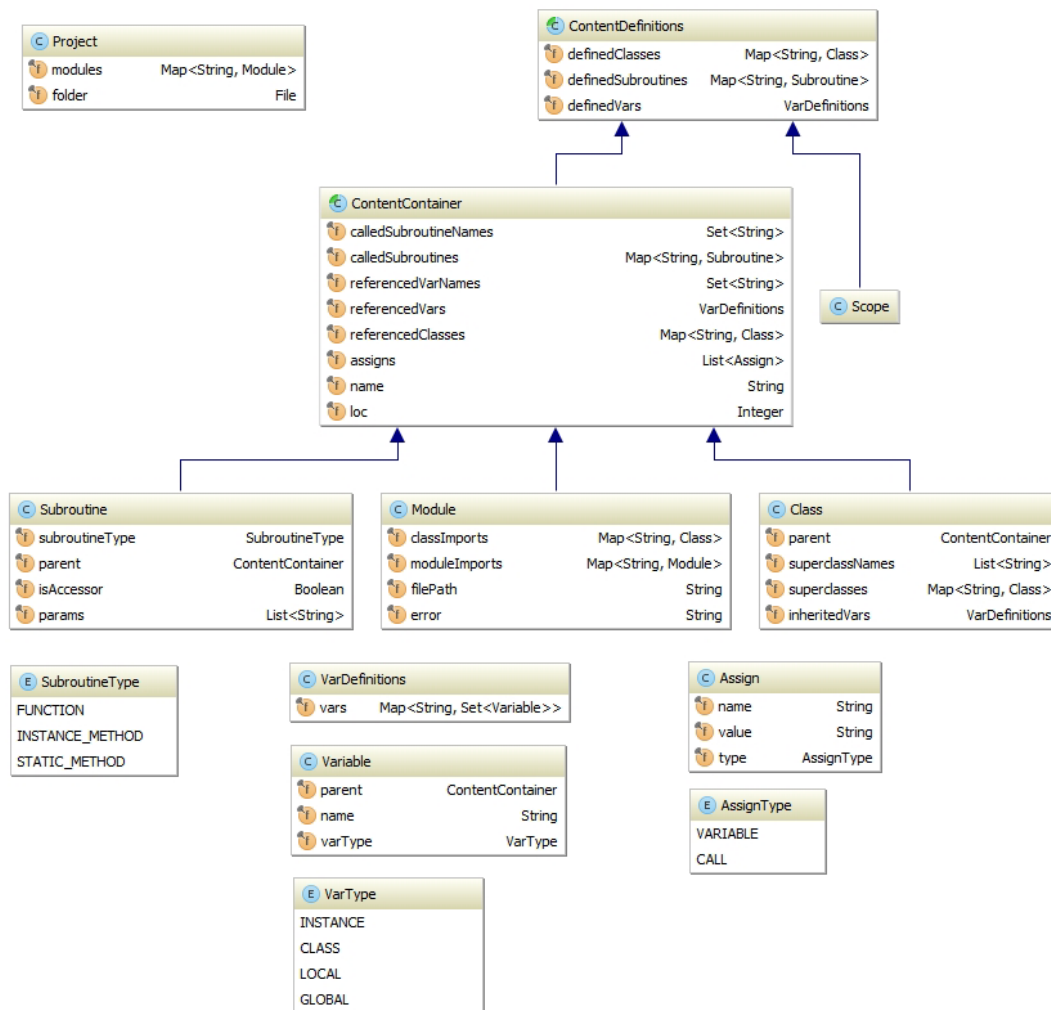 Project
modules Map<String, Module>
folder File
ContentDefinitions
definedClasses Map<String, Class>
definedSubroutines Map<String, Subroutine>
definedVars VarDefinitions
ContentContainer
calledSubroutineNames Set<String>
calledSubroutines Map<String, Subroutine>
referencedVarNames Set<String>
referencedVars VarDefinitions
referencedClasses Map<String, Class>
assigns List<Assign>
name String
loc Integer
Scope
Subroutine
subroutineType SubroutineType
parent ContentContainer
isAccessor Boolean
params List<String>
Module
classImports Map<String, Class>
moduleImports Map<String, Module>
filePath String
error String
Class
parent ContentContainer
superclassNames List<String>
superclasses Map<String, Class>
inheritedVars VarDefinitions
SubroutineType
FUNCTION
INSTANCE_METHOD
STATIC_METHOD
VarDefinitions
vars Map<String, Set<Variable>>
Variable
parent ContentContainer
name String
varType VarType
VarType
INSTANCE
CLASS
LOCAL
GLOBAL
Assign
name String
value String
type AssignType
AssignType
VARIABLE
CALL